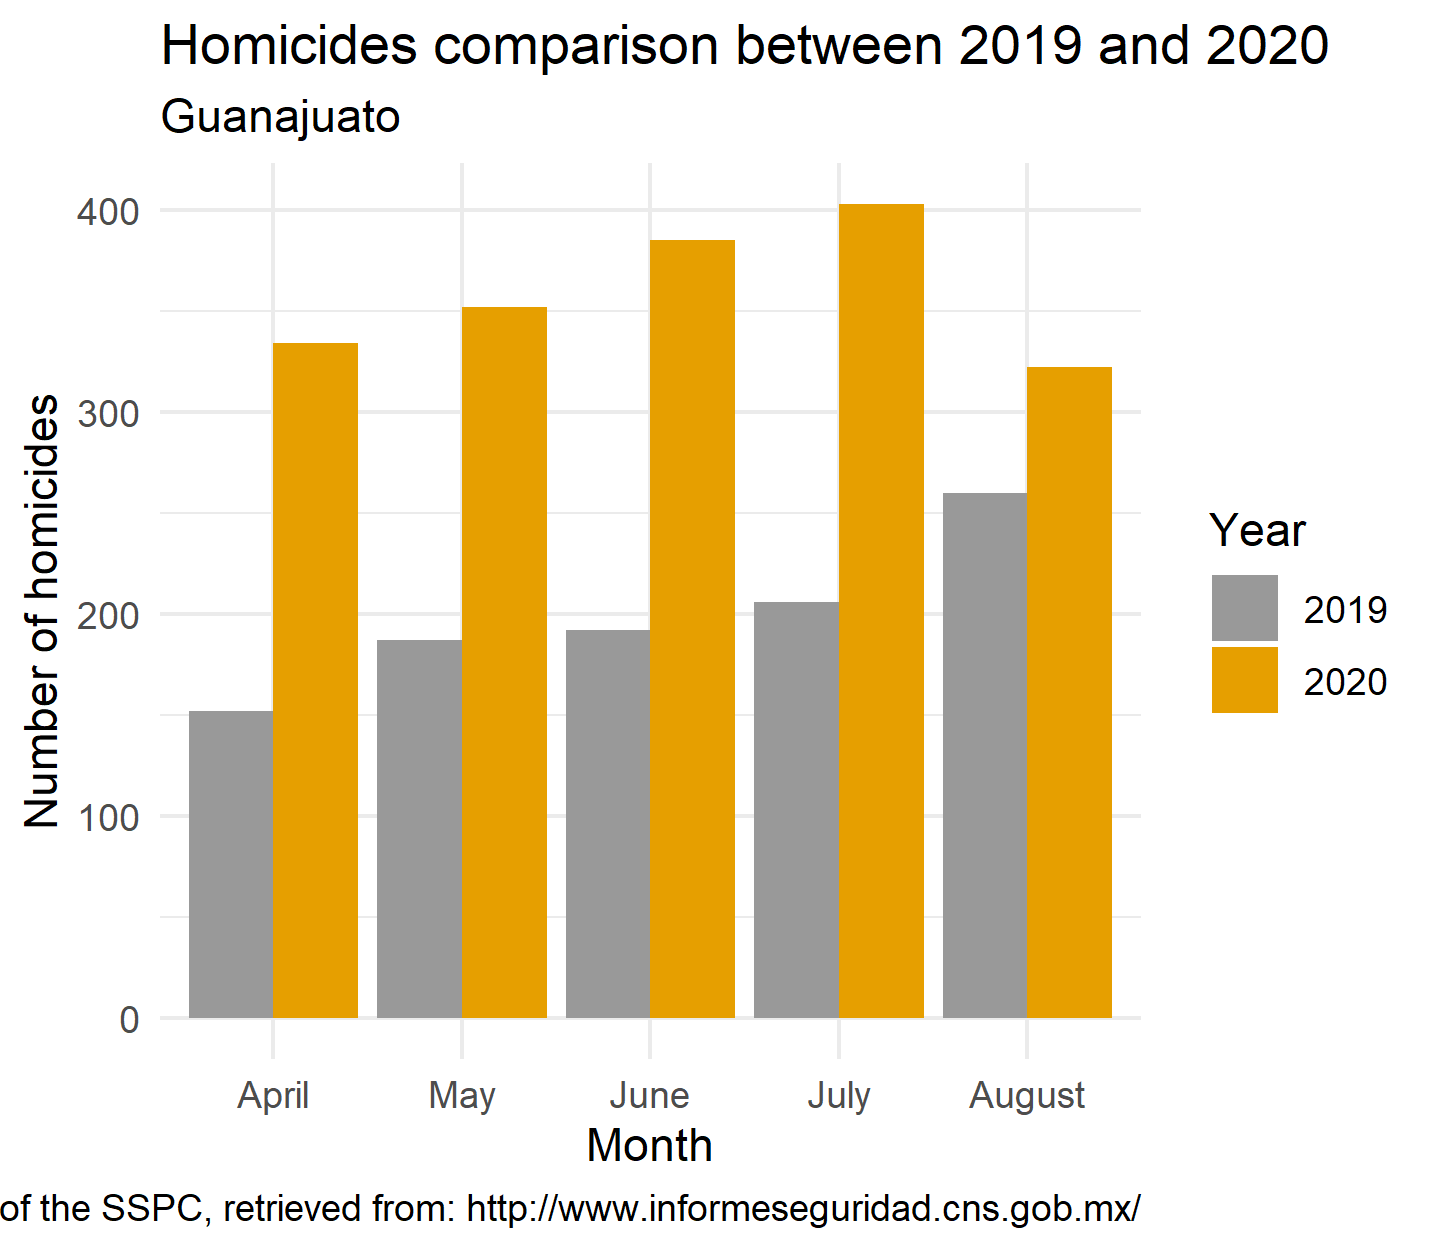 Homicides comparison between 2019 and 2020
Guanajuato
400
300
200
100
0
Number of homicides
April May June July August
Month
Year
2019
2020
of the SSPC, retrieved from: http://www.informeseguridad.cns.gob.mx/